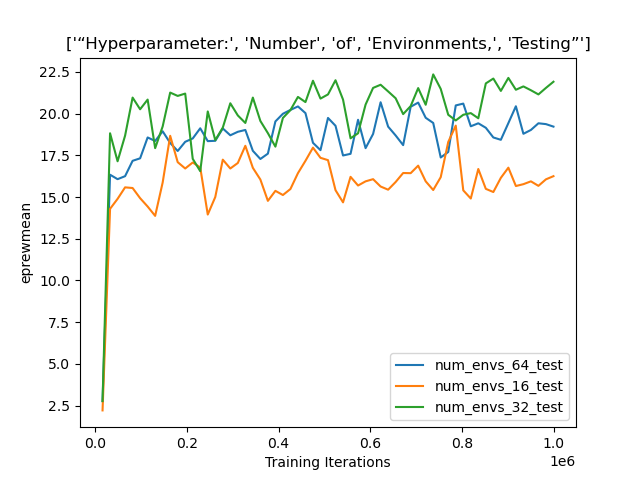 ['“Hyperparameter:', 'Number', 'of', 'Environments,', 'Testing”']
eprewmean
22.5
20.0
17.5
15.0
12.5
10.0
7.5
5.0
2.5
num_envs_64_test
num_envs_16_test
num_envs_32_test
0.0 0.2 0.4 0.6 0.8 1.0
1e6
Training Iterations